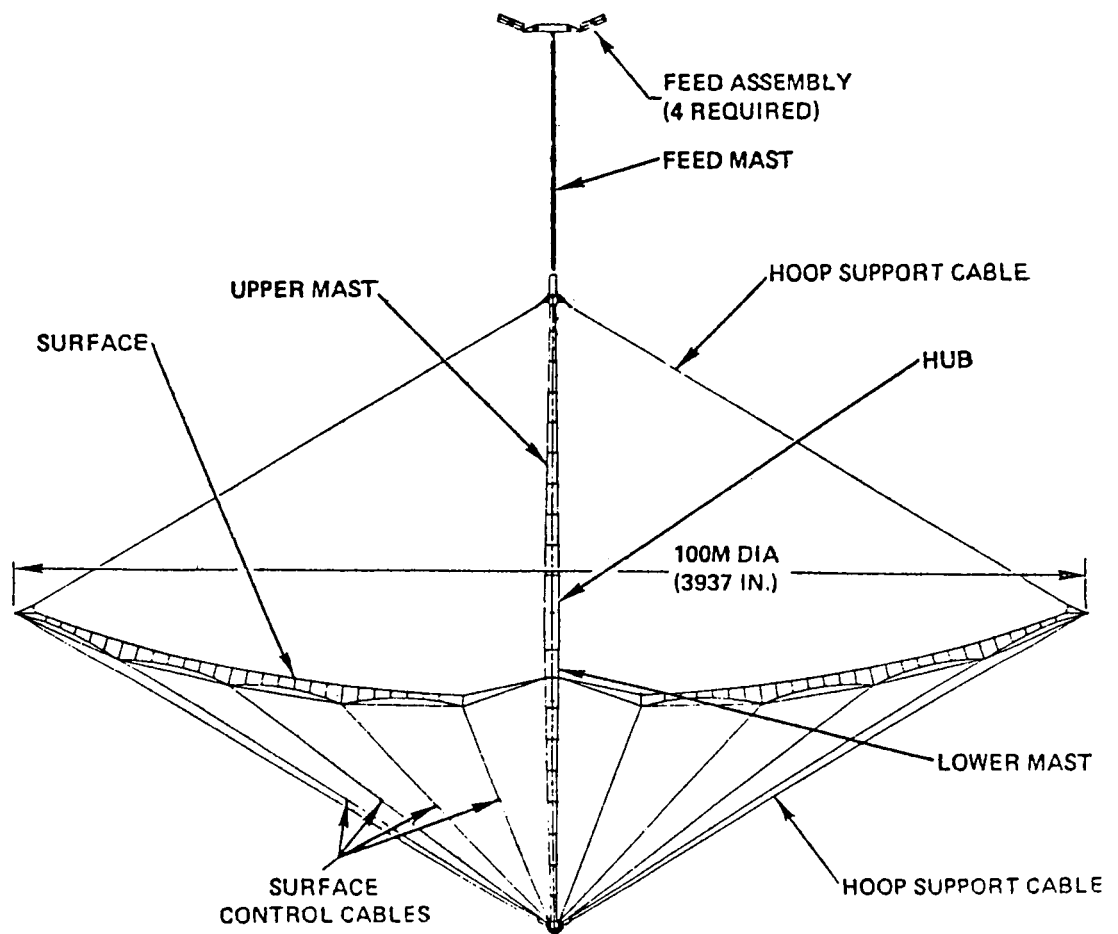 FEED ASSEMBLY
(4 REQUIRED)
FEED MAST
HOOP SUPPORT CABLE
UPPER MAST
SURFACE
HUB
100M DIA
(3937 IN.)
LOWER MAST
SURFACE
CONTROL CABLES
HOOP SUPPORT CABLE